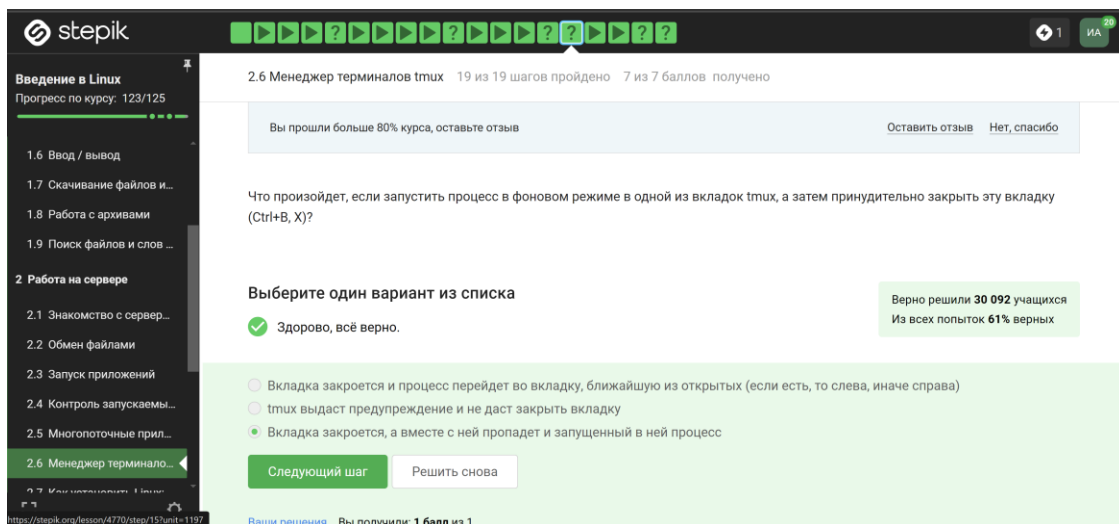 stepik
1
ИА
20
Введение в Linux
Прогресс по курсу: 123/125
2.6 Менеджер терминалов tmux 19 из 19 шагов пройдено 7 из 7 баллов получено
Вы прошли больше 80% курса, оставьте отзыв
Оставить отзыв Нет, спасибо
1.6 Ввод / вывод
1.7 Скачивание файлов и...
1.8 Работа с архивами
1.9 Поиск файлов и слов ...
2 Работа на сервере
2.1 Знакомство с сервер...
2.2 Обмен файлами
2.3 Запуск приложений
2.4 Контроль запускаемы...
2.5 Многопоточные прил...
2.6 Менеджер терминало...
2.7 Как установить Linux:
https://stepik.org/lesson/4770/step/15?unit=1197
Что произойдет, если запустить процесс в фоновом режиме в одной из вкладок tmux, а затем принудительно закрыть эту вкладку
(Ctrl+B, X)?
Выберите один вариант из списка
Здорово, всё верно.
Верно решили 30 092 учащихся
Из всех попыток 61% верных
Вкладка закроется и процесс перейдет во вкладку, ближайшую из открытых (если есть, то слева, иначе справа)
tmux выдаст предупреждение и не даст закрыть вкладку
Вкладка закроется, а вместе с ней пропадет и запущенный в ней процесс
Следующий шаг Решить снова
Ваши решения Вы получили: 1 балл из 1